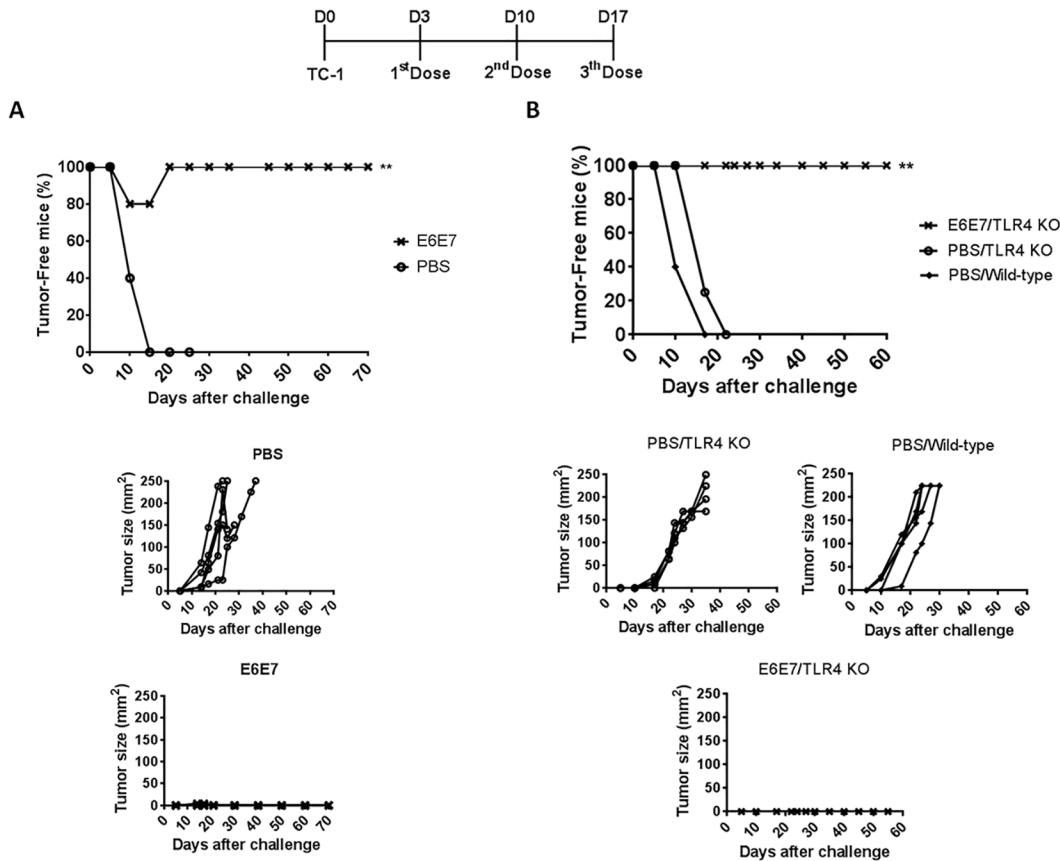 D0 D3 D10 D17
TC-1 1st Dose 2nd Dose 3th Dose
A
B
Tumor-Free mice (%)
100
80
60
40
20
0
**
0 10 20 30 40 50 60 70
Days after challenge
E6E7
PBS
Tumor-Free mice (%)
100
80
60
40
20
0
**
0 10 20 30 40 50 60
Days after challenge
E6E7/TLR4 KO
PBS/TLR4 KO
PBS/Wild-type
PBS
Tumor size (mm2)
250
200
150
100
50
0
0 10 20 30 40 50 60 70
Days after challenge
PBS/TLR4 KO
Tumor size (mm2)
250
200
150
100
50
0
0 10 20 30 40 50 60
Days after challenge
PBS/Wild-type
Tumor size (mm2)
250
200
150
100
50
0
0 10 20 30 40 50 60
Days after challenge
E6E7
Tumor size (mm2)
250
200
150
100
50
0
0 10 20 30 40 50 60 70
Days after challenge
E6E7/TLR4 KO
Tumor size (mm2)
250
200
150
100
50
0
0 10 20 30 40 50 60
Days after challenge